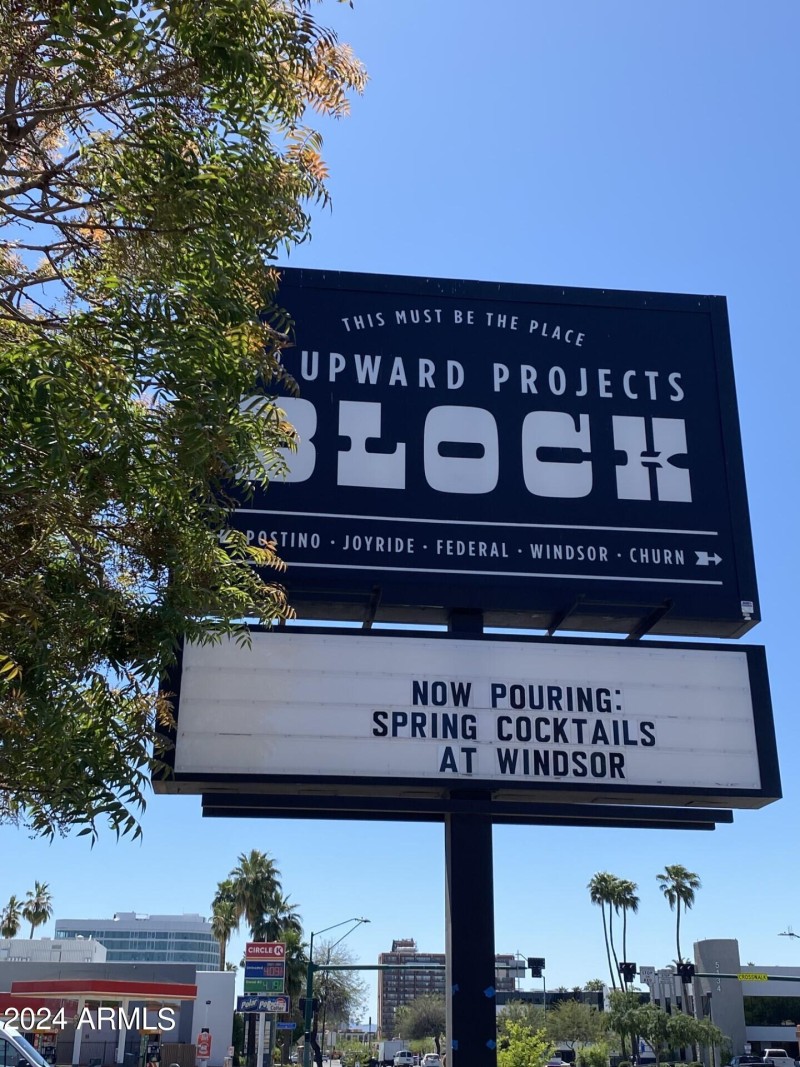 THIS MUST BE THE PLACE
UPWARD PROJECTS
BLOCK
POSTINO · JOYRIDE · FEDERAL · WINDSOR · CHURN
NOW POURING:
SPRING COCKTAILS
AT WINDSOR
CIRCLE K
2024 ARMLS